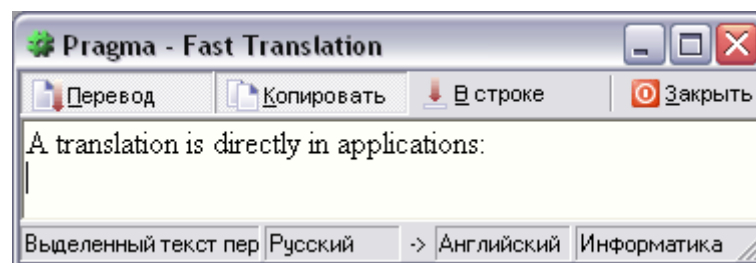 Pragma - Fast Translation
Перевод Копировать В строке Закрыть
A translation is directly in applications:
Выделенный текст пер Русский -> Английский Информатика